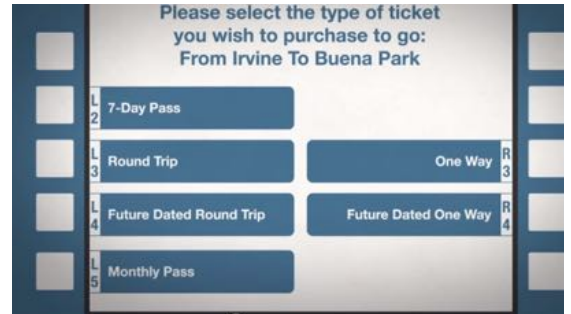 Please select the type of ticket
you wish to purchase to go:
From Irvine To Buena Park
L2 7-Day Pass
L3 Round Trip
One Way R3
L4 Future Dated Round Trip
Future Dated One Way R4
L5 Monthly Pass